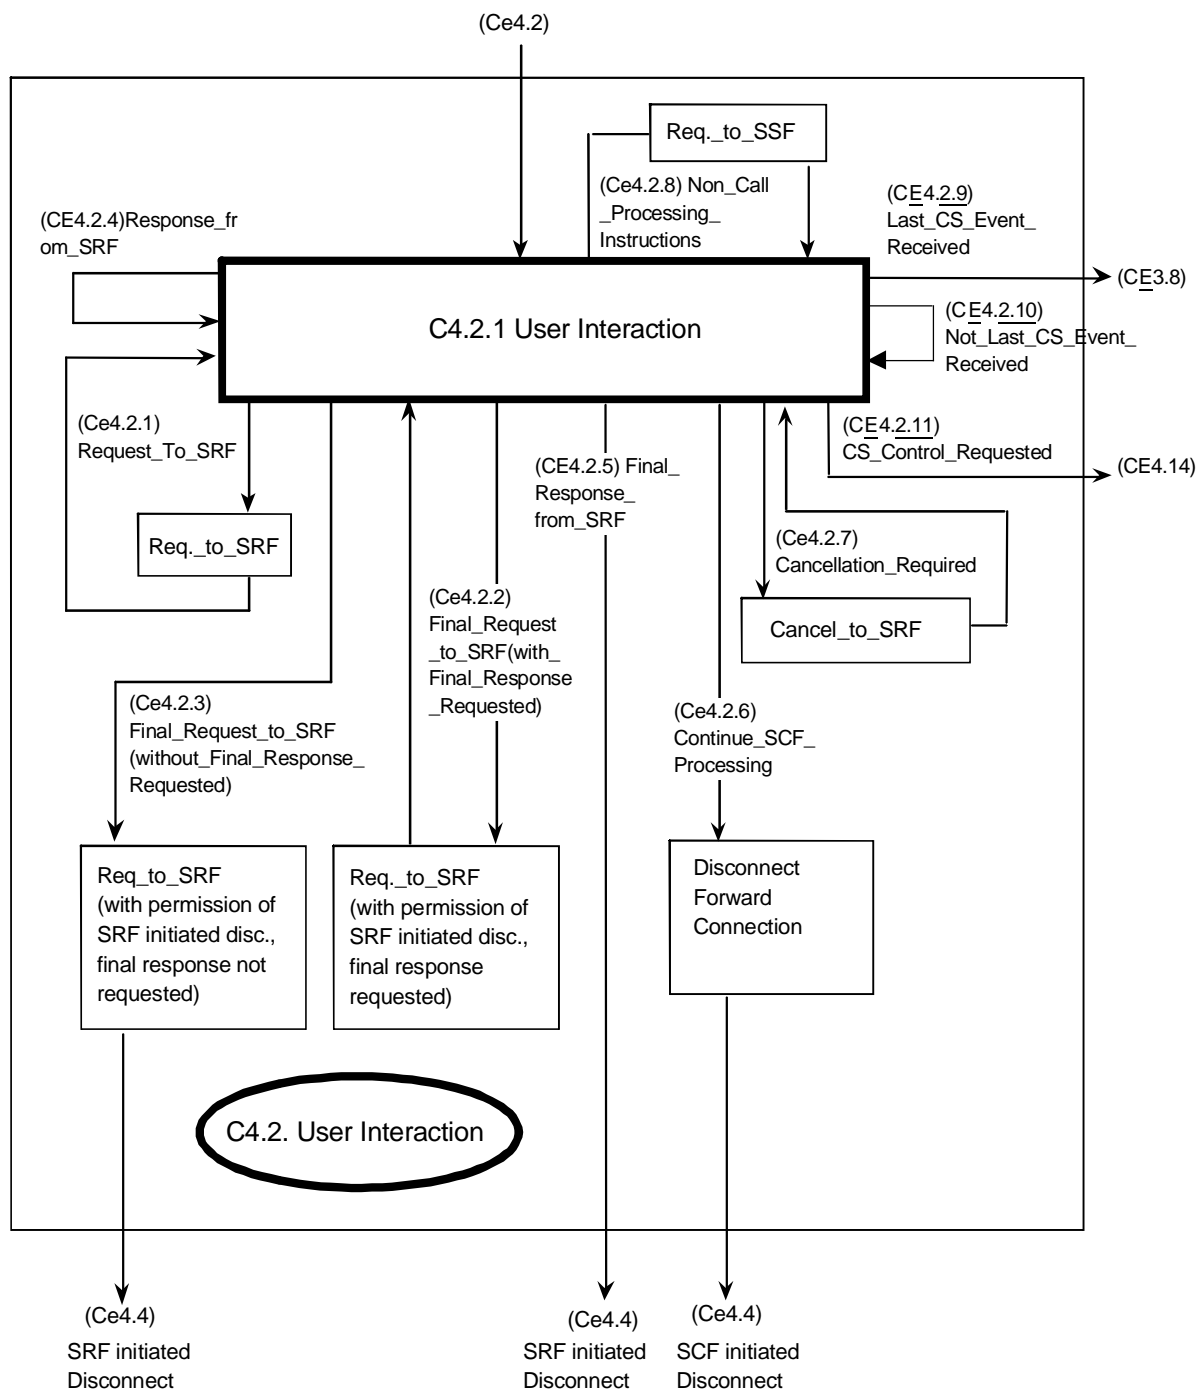 (Ce4.2)
Req._to_SSF
(Ce4.2.8) Non_Call
_Processing_
Instructions
(CE4.2.9)
Last_CS_Event_
Received
(CE4.2.4)Response_fr
om_SRF
(CE3.8)
C4.2.1 User Interaction
(CE4.2.10)
Not_Last_CS_Event_
Received
(Ce4.2.1)
Request_To_SRF
(CE4.2.5) Final_
Response_
from_SRF
(CE4.2.11)
CS_Control_Requested
(CE4.14)
Req._to_SRF
(Ce4.2.7)
Cancellation_Required
(Ce4.2.2)
Final_Request
_to_SRF(with_
Final_Response
_Requested)
Cancel_to_SRF
(Ce4.2.3)
Final_Request_to_SRF
(without_Final_Response_
Requested)
(Ce4.2.6)
Continue_SCF_
Processing
Req_to_SRF
(with permission of
SRF initiated disc.,
final response not
requested)
Req._to_SRF
(with permission of
SRF initiated disc.,
final response
requested)
Disconnect
Forward
Connection
C4.2. User Interaction
(Ce4.4)
SRF initiated
Disconnect
(Ce4.4)
SRF initiated
Disconnect
(Ce4.4)
SCF initiated
Disconnect